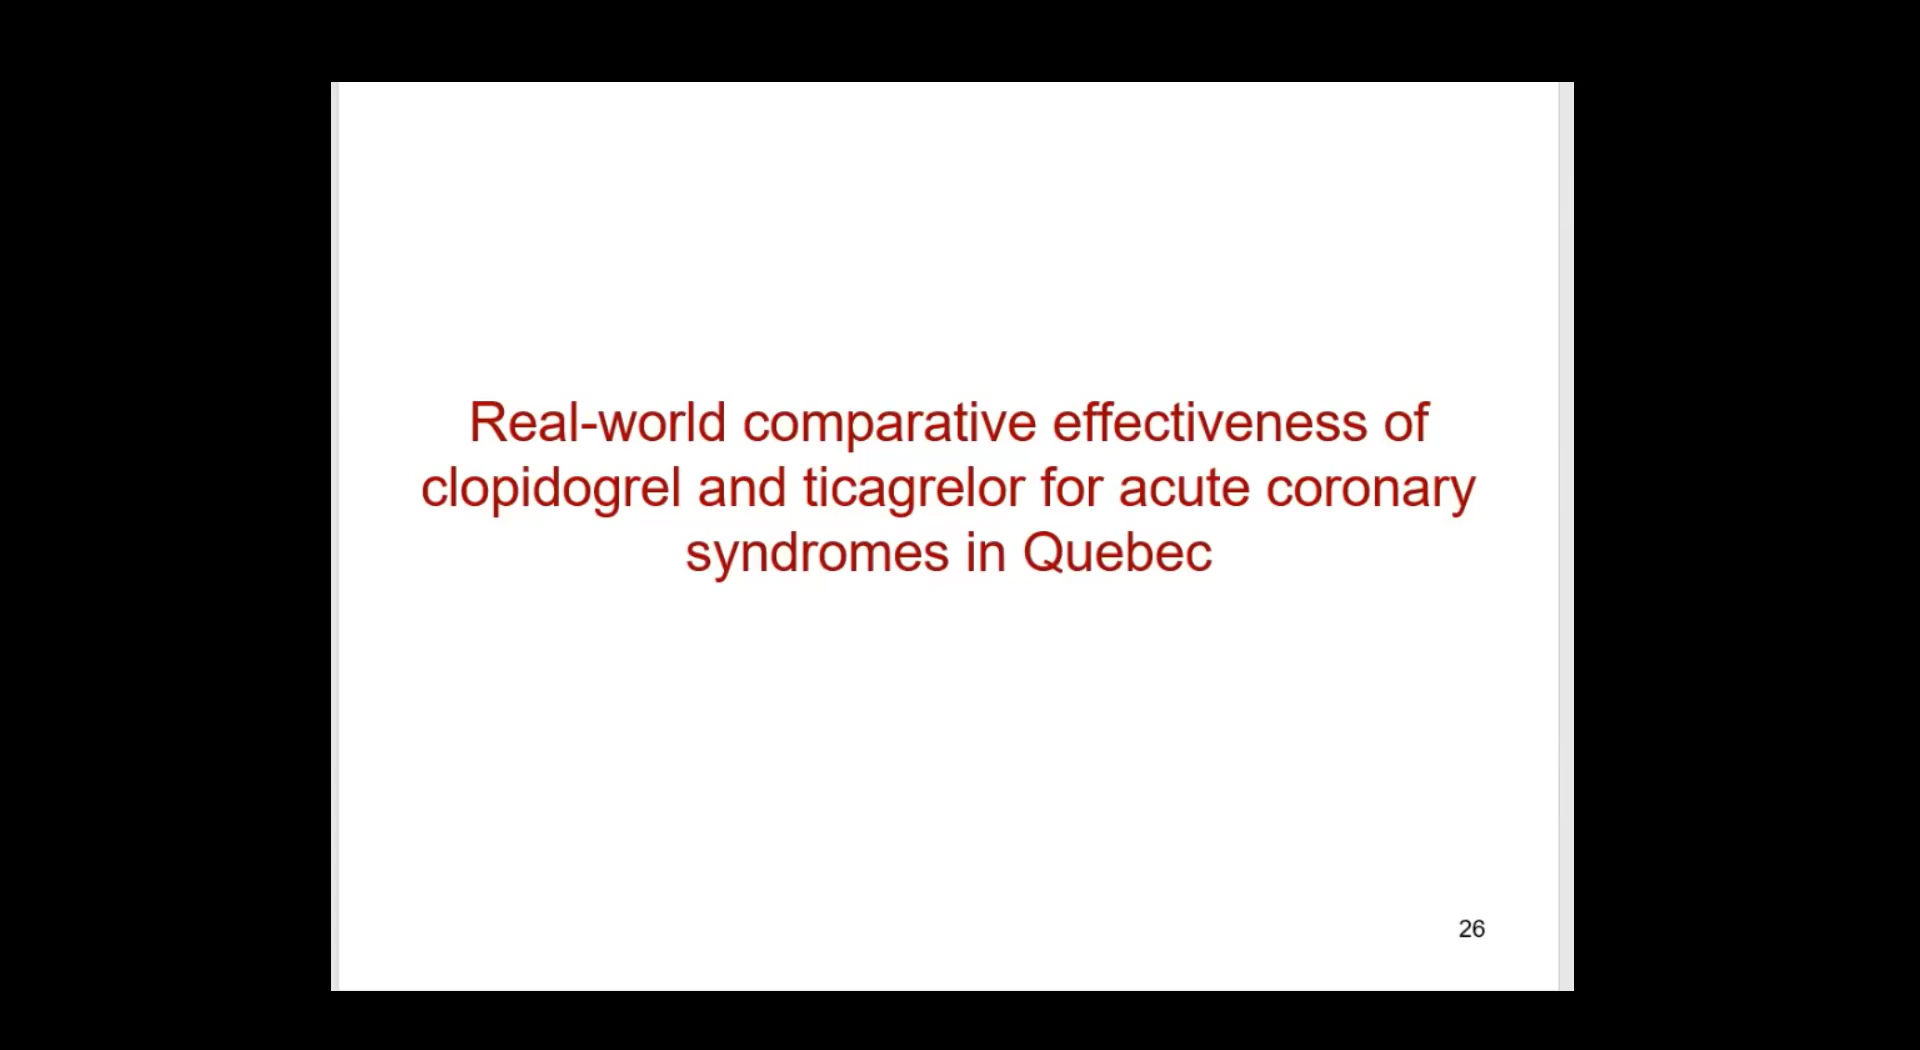 Real-world comparative effectiveness of
clopidogrel and ticagrelor for acute coronary
syndromes in Quebec
26